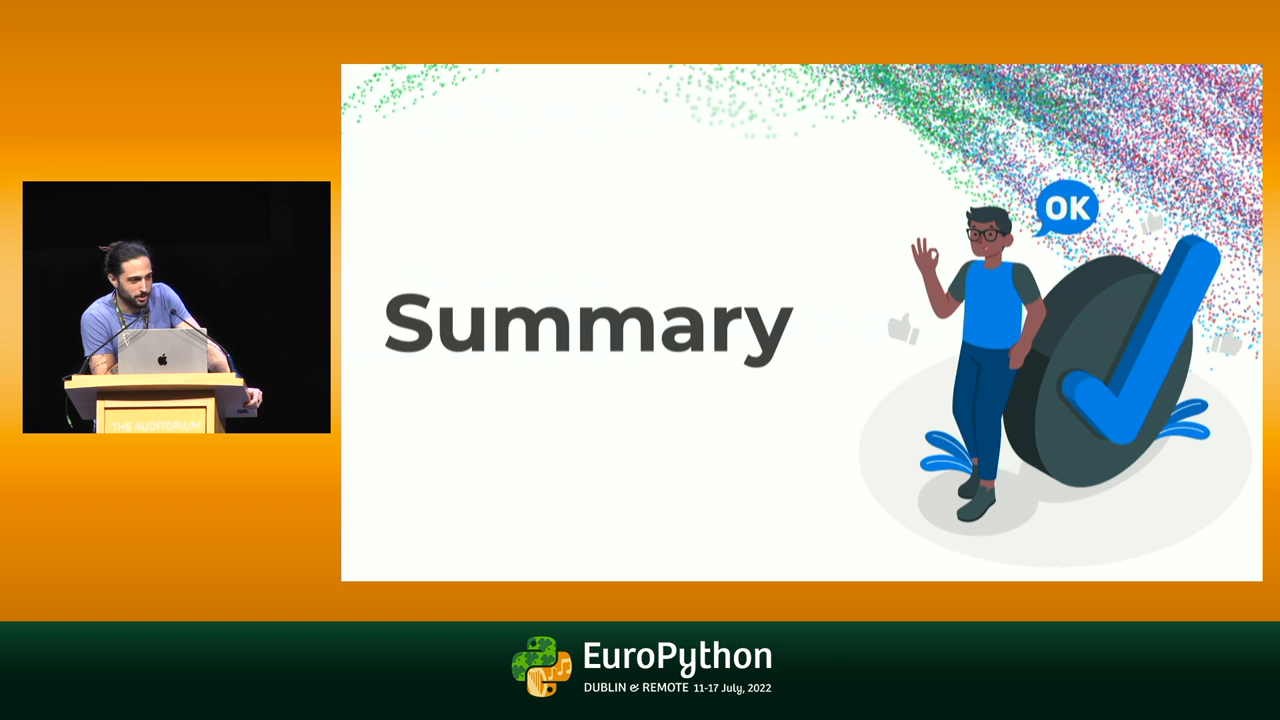 OK
Summary
THE AUDITORIUM
EuroPython
DUBLIN & REMOTE 11-17 July, 2022